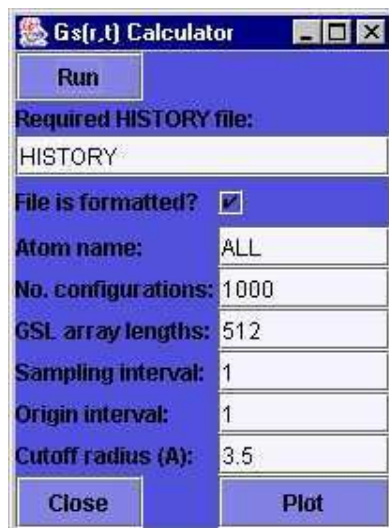 Gs(r,t) Calculator
Run
Required HISTORY file:
HISTORY
File is formatted?
Atom name: ALL
No. configurations: 1000
GSL array lengths: 512
Sampling interval: 1
Origin interval: 1
Cutoff radius (A): 3.5
Close Plot